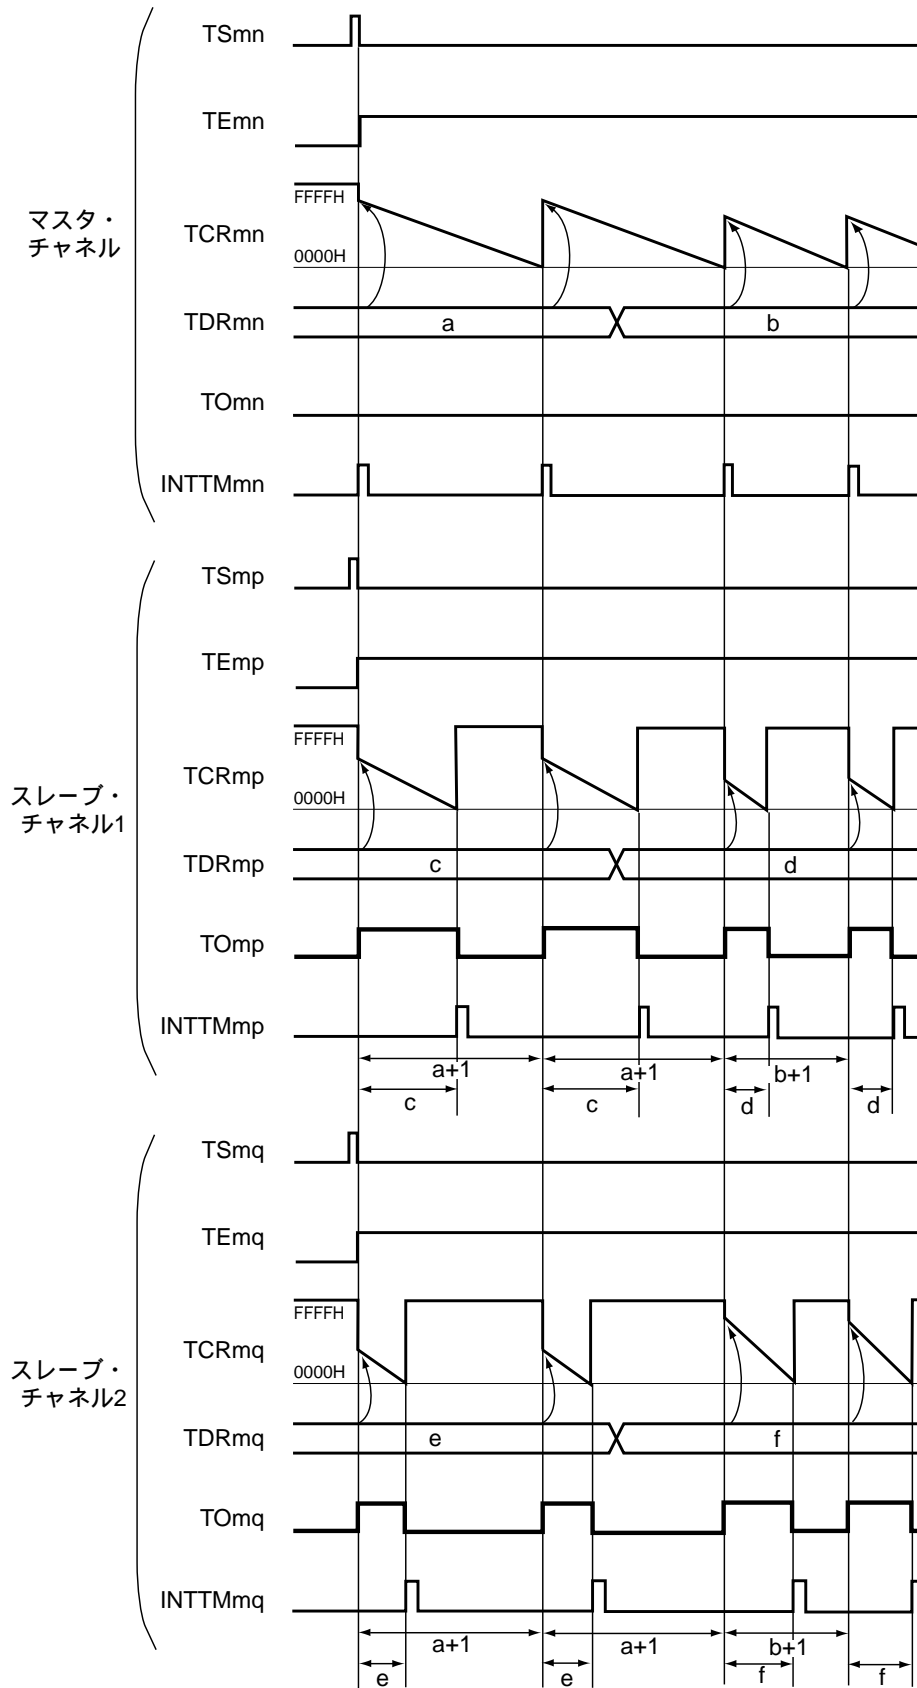 マスタ・
チャネル
TSmn
TEmn
TCRmn
FFFFH
0000H
TDRmn
a
b
TOmn
INTTMmn
スレーブ・
チャネル1
TSmp
TEmp
TCRmp
FFFFH
0000H
TDRmp
c
d
TOmp
INTTMmp
a+1
a+1
b+1
c
c
d
d
スレーブ・
チャネル2
TSmq
TEmq
TCRmq
FFFFH
0000H
TDRmq
e
f
TOmq
INTTMmq
a+1
a+1
b+1
e
e
f
f